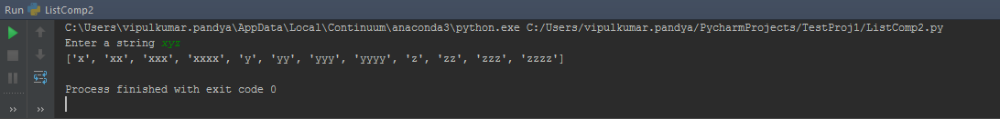 Run ListComp2
C:\Users\vipulkumar.pandya\AppData\Local\Continuum\anaconda3\python.exe C:/Users/vipulkumar.pandya/PycharmProjects/TestProj1/ListComp2.py
Enter a string xyz
['x', 'xx', 'xxx', 'xxxx', 'y', 'yy', 'yyy', 'yyyy', 'z', 'zz', 'zzz', 'zzzz']
Process finished with exit code 0